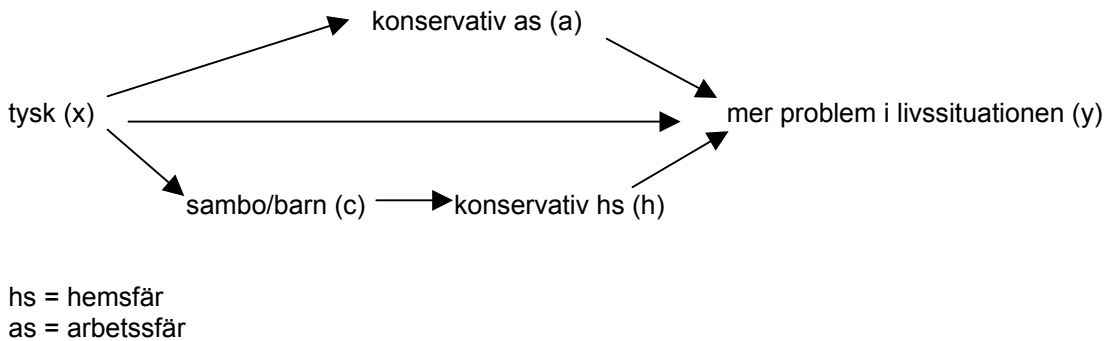 konservativ as (a)
tysk (x)
mer problem i livssituationen (y)
sambo/barn (c)
konservativ hs (h)
hs = hemsfär
as = arbetssfär